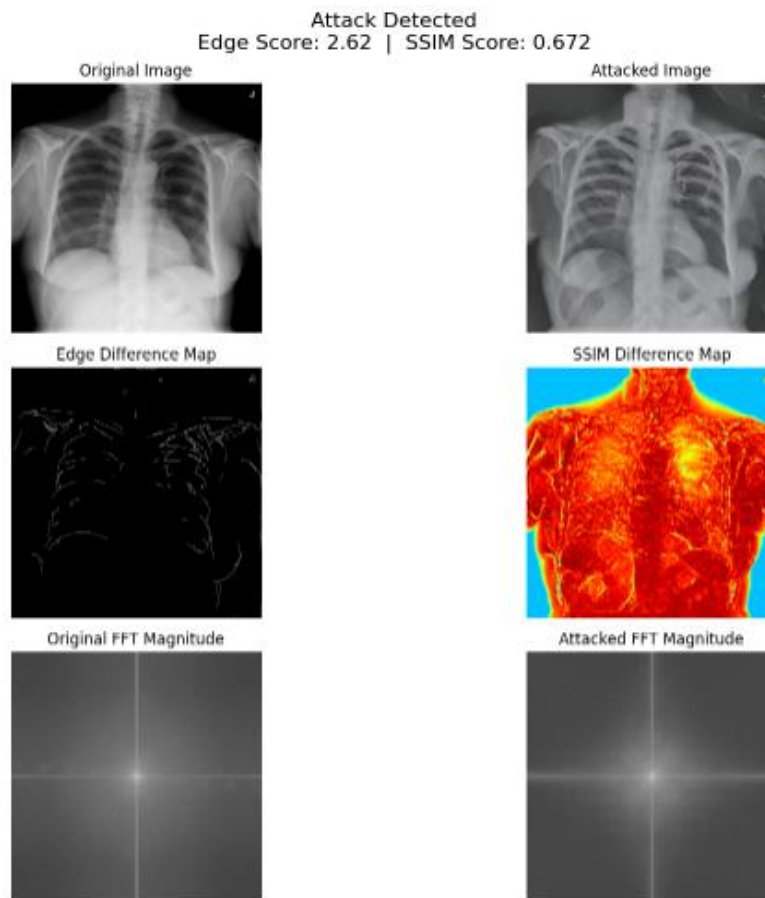 Attack Detected
Edge Score: 2.62 | SSIM Score: 0.672
Original Image
Attacked Image
Edge Difference Map
SSIM Difference Map
Original FFT Magnitude
Attacked FFT Magnitude